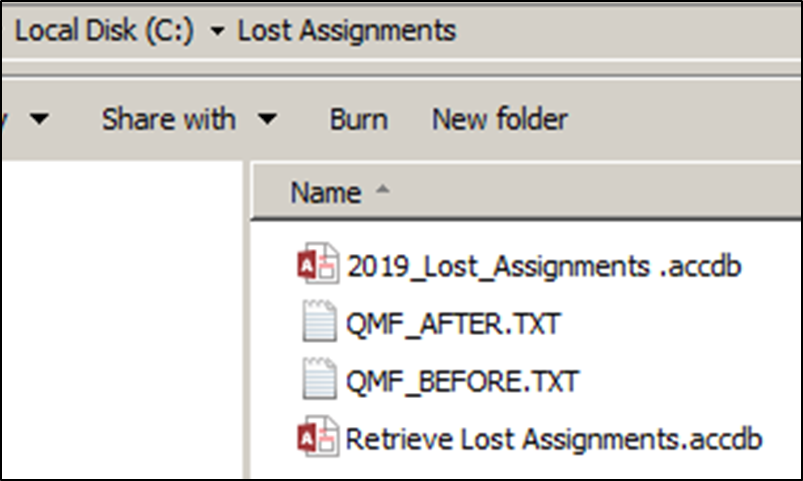 Local Disk (C:) Lost Assignments
Share with Burn New folder
Name
2019_Lost_Assignments .accdb
QMF_AFTER.TXT
QMF_BEFORE.TXT
Retrieve Lost Assignments.accdb